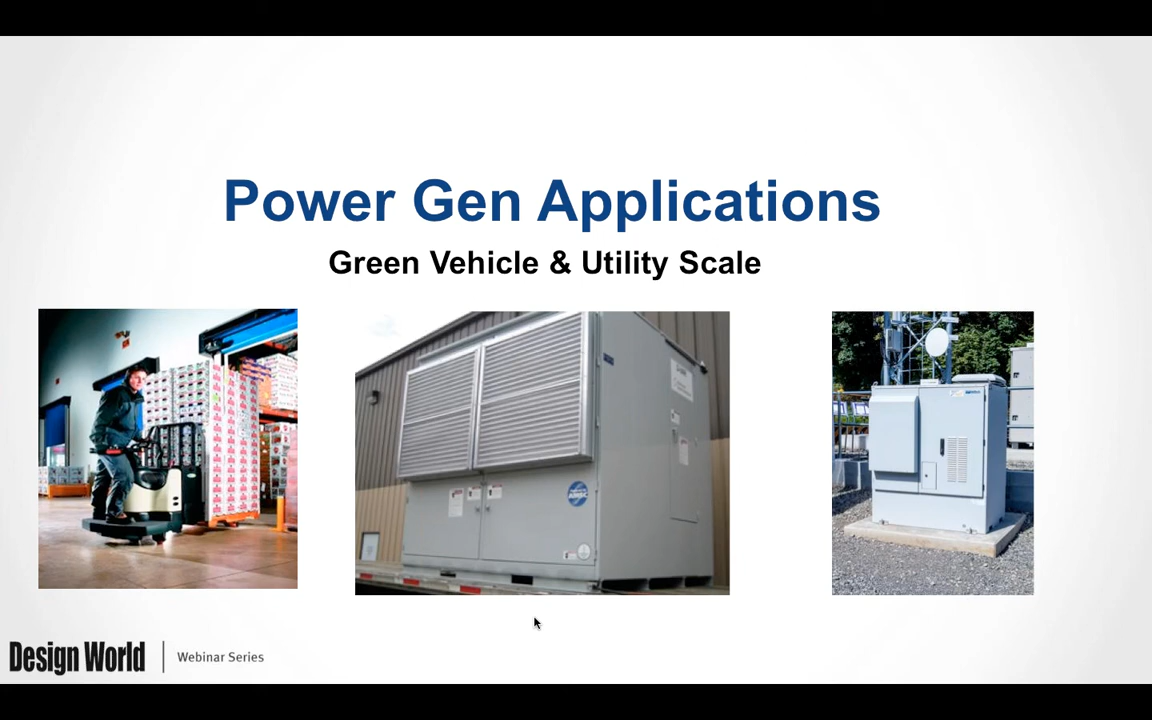 Power Gen Applications
Green Vehicle & Utility Scale
Design World
Webinar Series